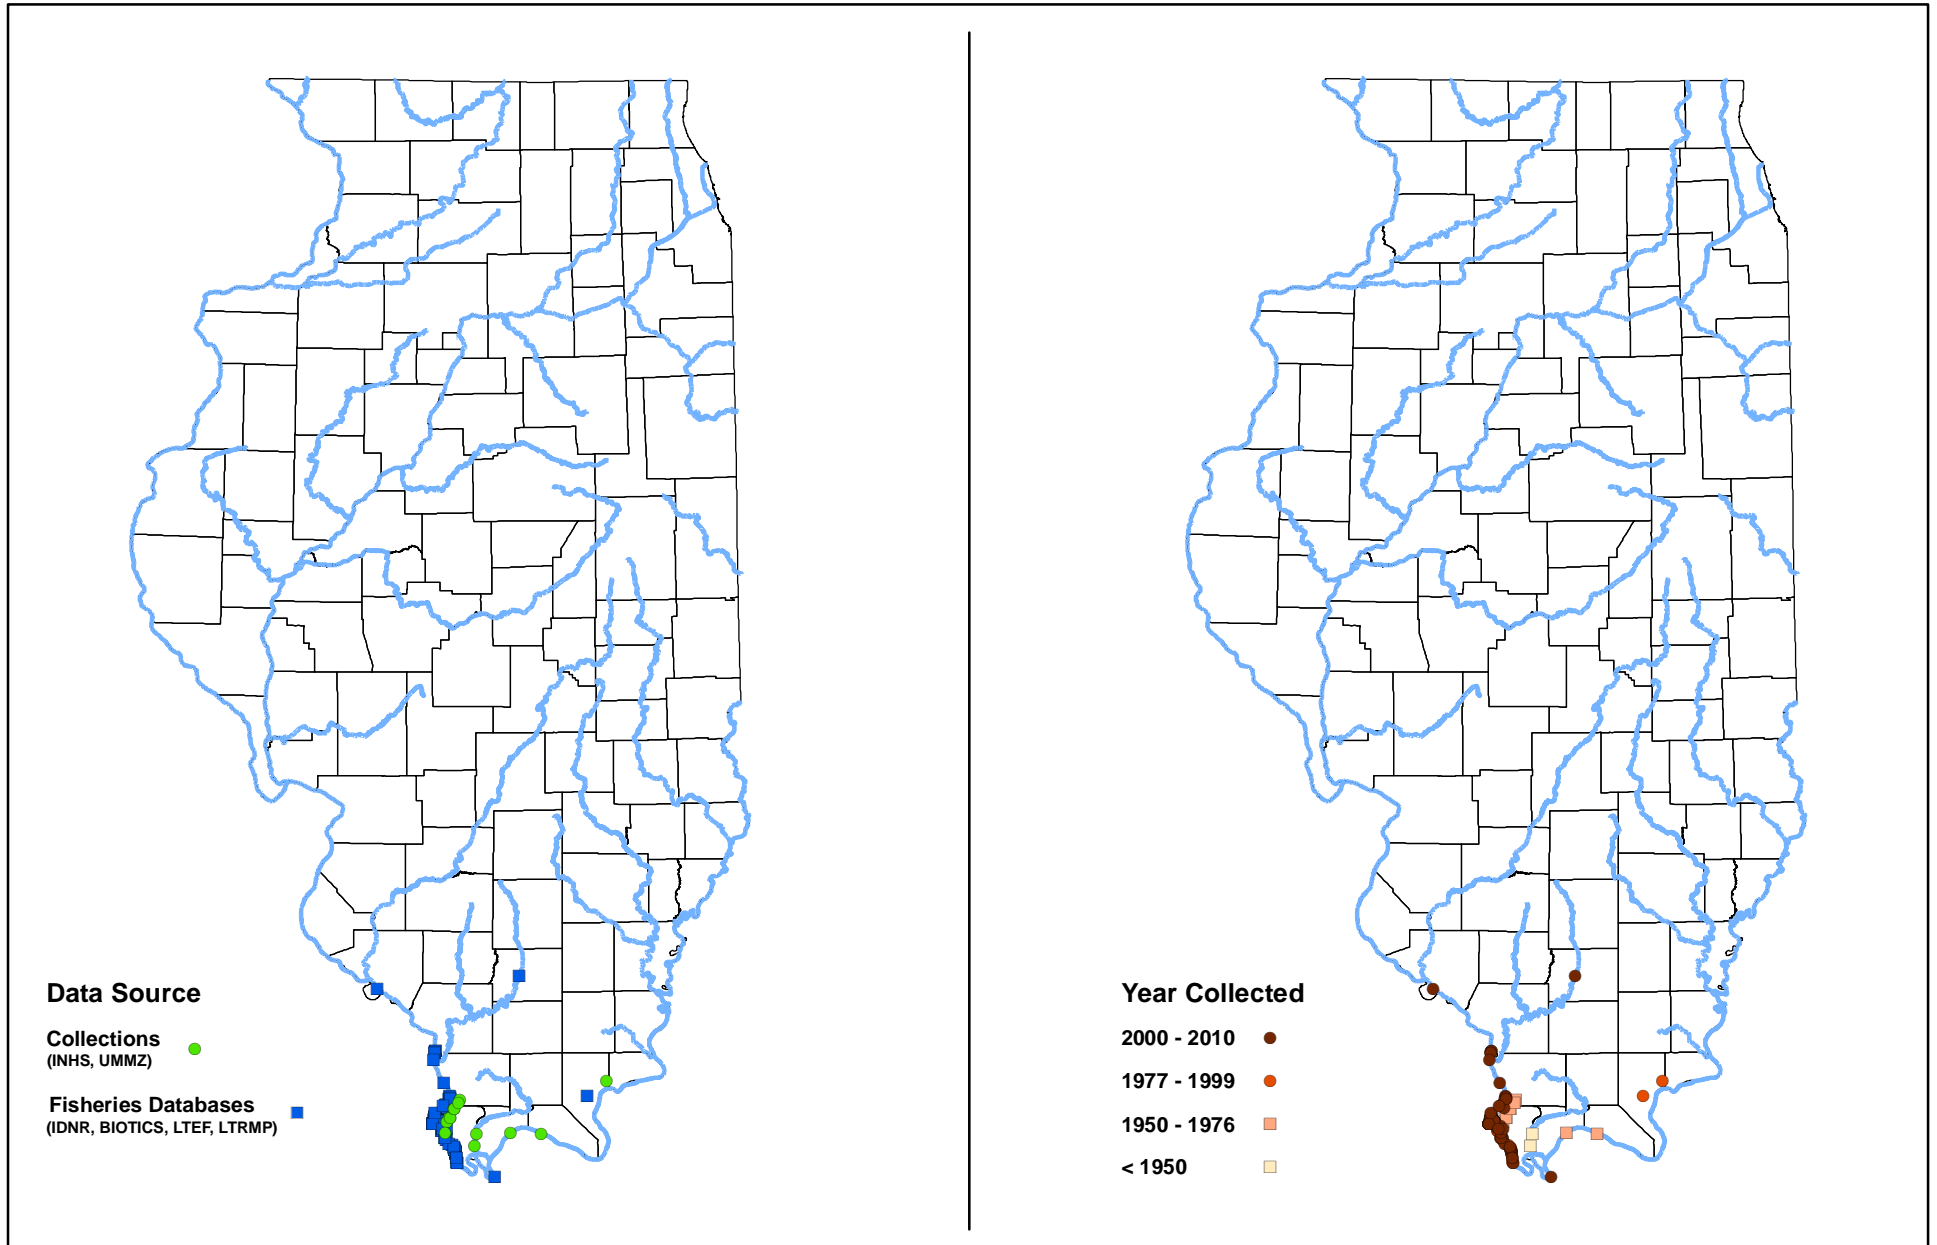 Data Source
Collections
(INHS, UMMZ)
Fisheries Databases
(IDNR, BIOTICS, LTEF, LTRMP)
Year Collected
2000 - 2010
1977 - 1999
1950 - 1976
< 1950